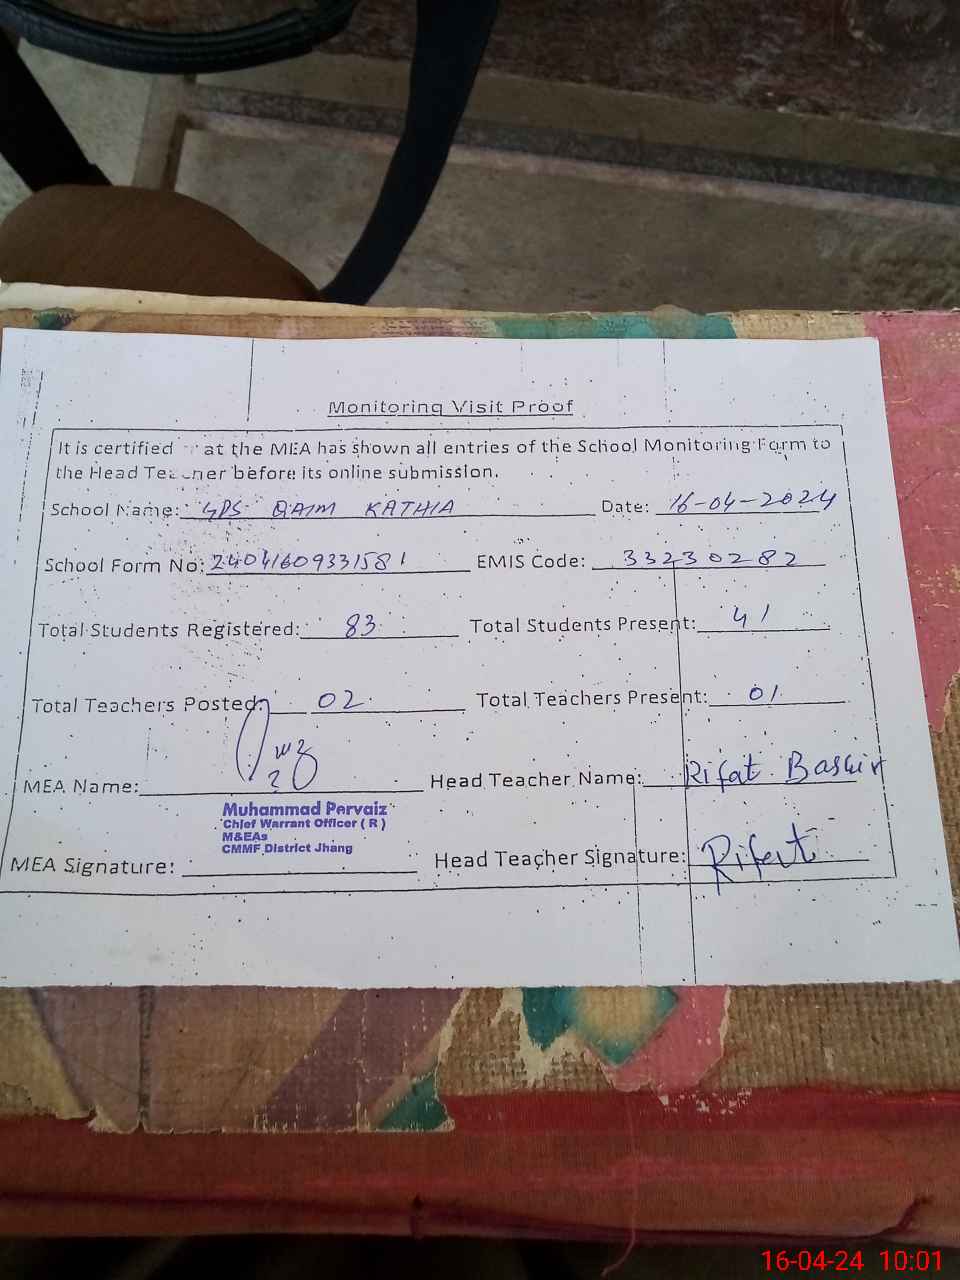 Monitoring Visit Proof
It is certified at the MEA has shown all entries of the School Monitoring Form to
the Head Teacher before its online submission.
School Name: GPS QAIM KATHIA Date: 16-04-2024
School Form No: 24041609331581 EMIS Code: 33230282
Total Students Registered: 83 Total Students Present: 41
Total Teachers Posted: 02 Total Teachers Present: 01
MEA Name: Head Teacher Name: Rifat Bashir
Muhammad Pervaiz
Chief Warrant Officer ( R )
M&EAs
CMMF District Jhang
MEA Signature: Head Teacher Signature: Rifat
16-04-24 10:01